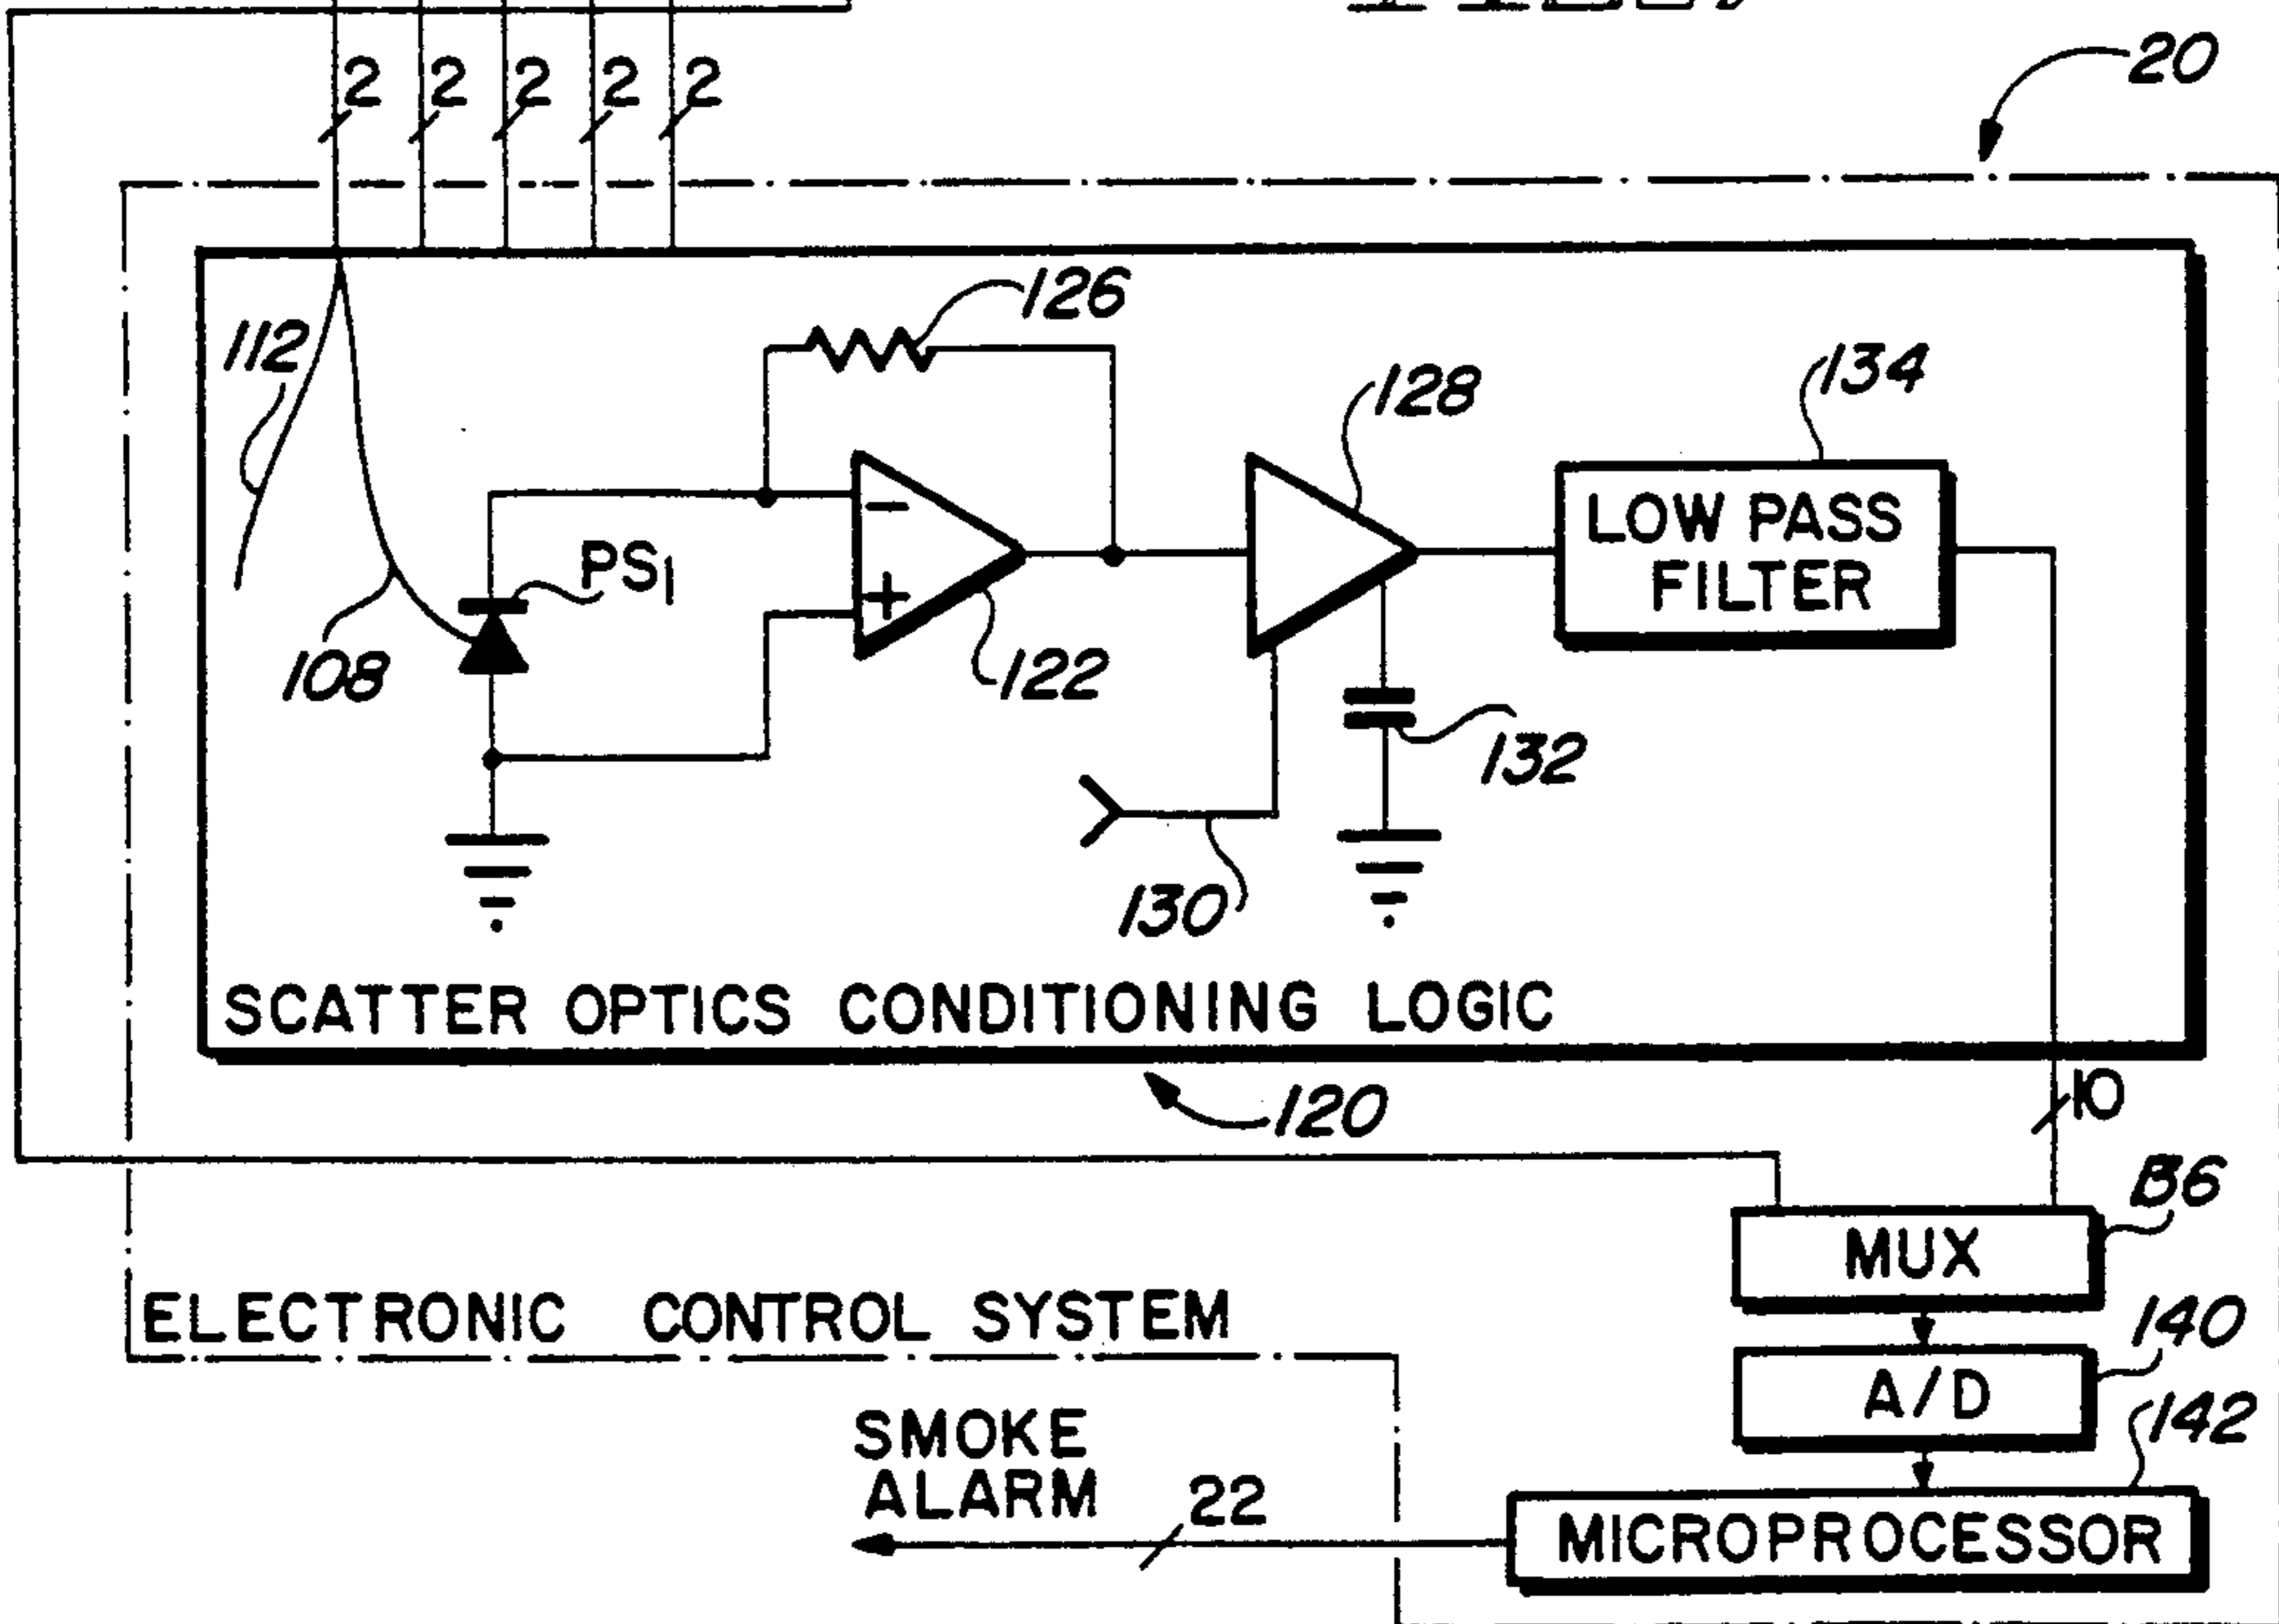 20
2 2 2 2 2
126
112
128
134
LOW PASS
FILTER
PS1
108
122
132
130
SCATTER OPTICS CONDITIONING LOGIC
120
10
B6
MUX
ELECTRONIC CONTROL SYSTEM
140
A/D
142
SMOKE
ALARM
22
MICROPROCESSOR